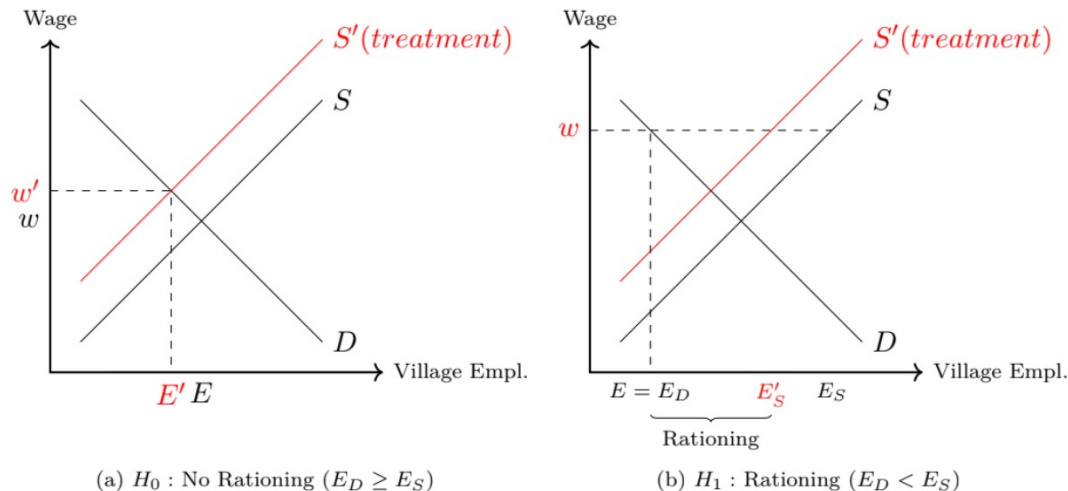 Wage
S′(treatment)
S
w′
w
D
Village Empl.
E′ E
(a) H₀ : No Rationing (E_D ≥ E_S)
Wage
S′(treatment)
S
w
D
Village Empl.
E = E_D
E′_S
E_S
Rationing
(b) H₁ : Rationing (E_D < E_S)